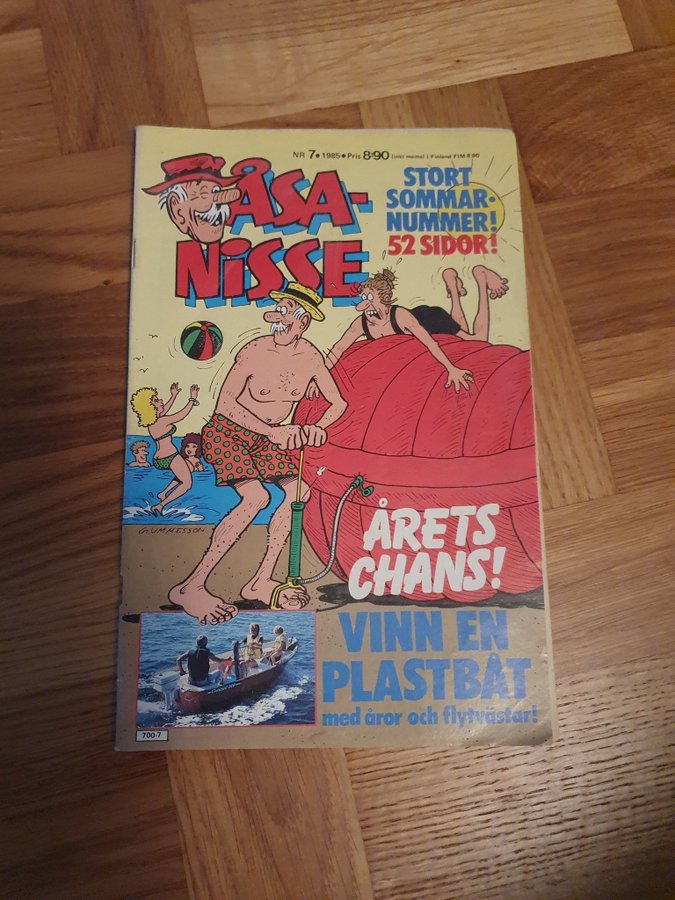 NR 7 • 1985 • Pris 8:90 (inkl moms) i Finland FIM 8:90
ÅSA-
NISSE
STORT
SOMMAR-
NUMMER!
52 SIDOR!
GUMMESSON
ÅRETS
CHANS!
VINN EN
PLASTBÅT
med åror och flytvästar!
700-7